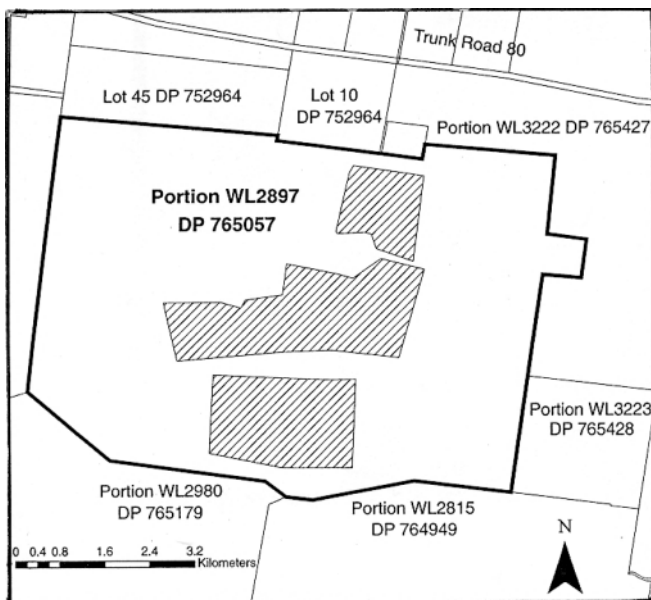 Trunk Road 80
Lot 45 DP 752964
Lot 10
DP 752964
Portion WL3222 DP 765427
Portion WL2897
DP 765057
Portion WL3223
DP 765428
Portion WL2980
DP 765179
Portion WL2815
DP 764949
N
0 0.4 0.8 1.6 2.4 3.2
Kilometers